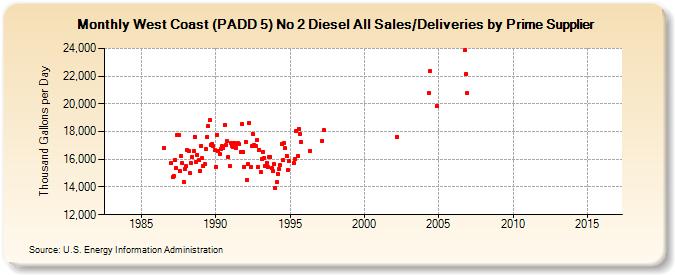 Monthly West Coast (PADD 5) No 2 Diesel All Sales/Deliveries by Prime Supplier
Thousand Gallons per Day
24,000
22,000
20,000
18,000
16,000
14,000
12,000
1985 1990 1995 2000 2005 2010 2015
Source: U.S. Energy Information Administration